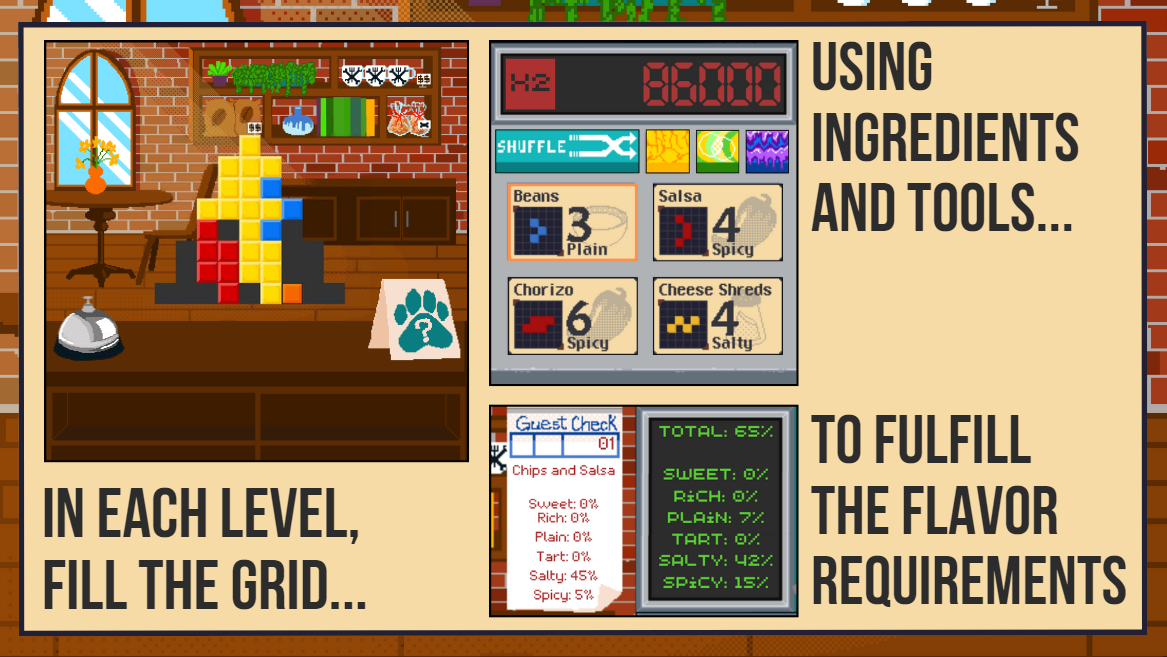 $$
$$
?
IN EACH LEVEL,
FILL THE GRID...
X2
86000
SHUFFLE
Beans
3
Plain
Salsa
4
Spicy
Chorizo
6
Spicy
Cheese Shreds
4
Salty
USING
INGREDIENTS
AND TOOLS...
Guest Check
01
Chips and Salsa
Sweet: 0%
Rich: 0%
Plain: 0%
Tart: 0%
Salty: 45%
Spicy: 5%
TOTAL: 65%
SWEET: 0%
RiCH: 0%
PLAiN: 7%
TART: 0%
SALTY: 42%
SPiCY: 15%
TO FULFILL
THE FLAVOR
REQUIREMENTS